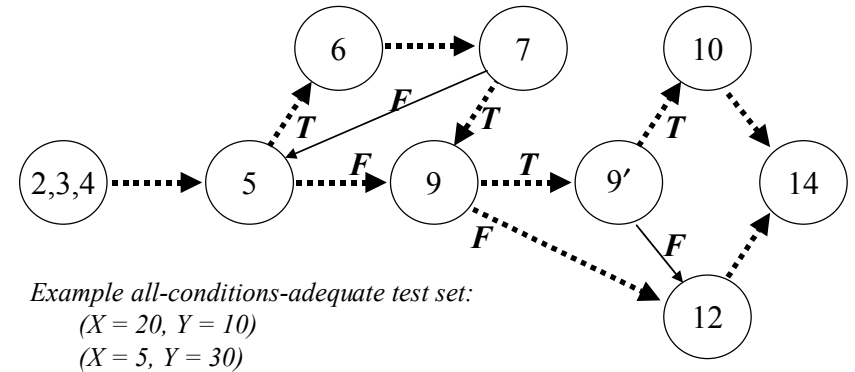 6
7
10
F
T
T
T
2,3,4
5
F
9
T
9′
14
F
F
12
Example all-conditions-adequate test set:
(X = 20, Y = 10)
(X = 5, Y = 30)